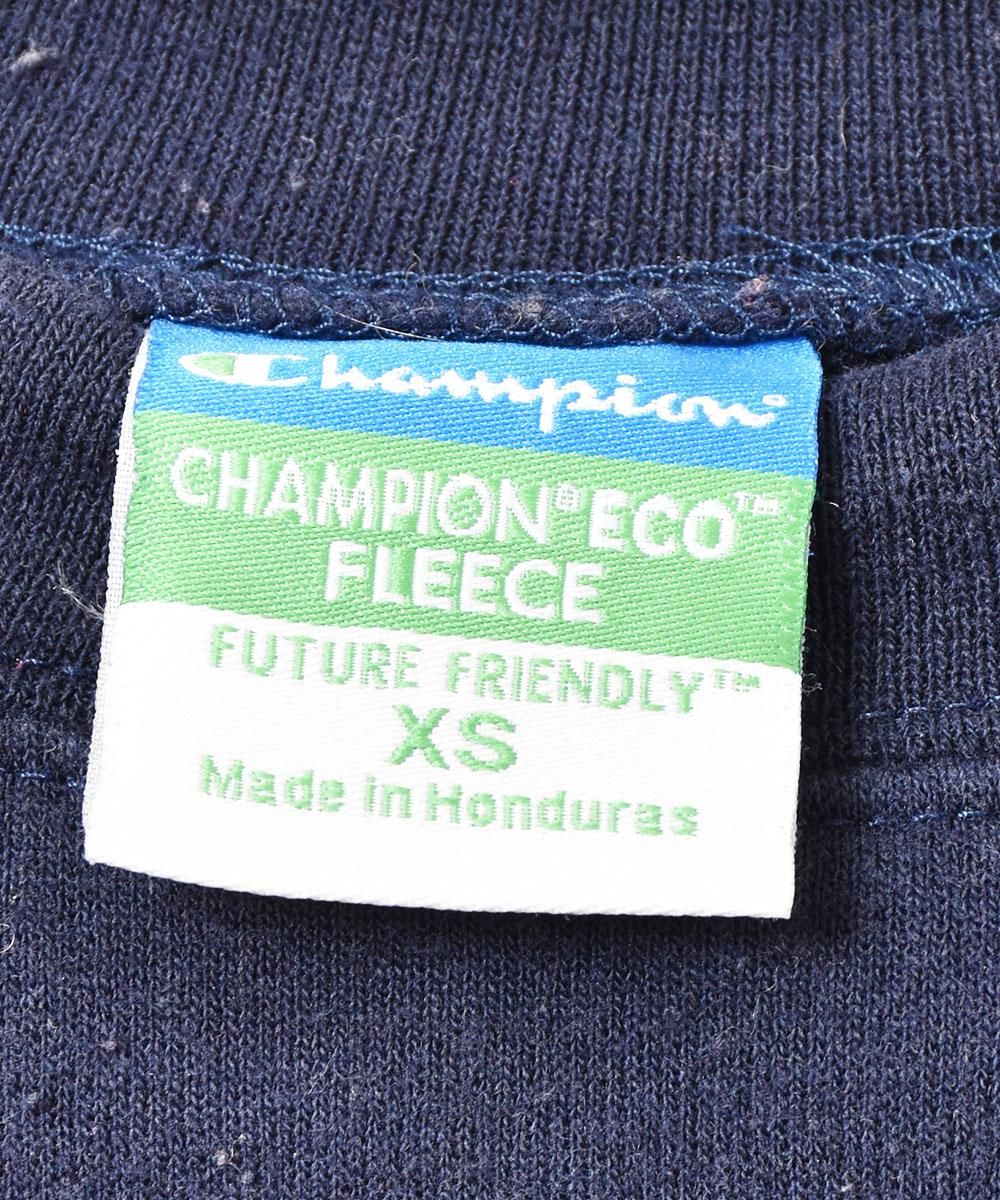 Champion®
CHAMPION® ECO™
FLEECE
FUTURE FRIENDLY™
XS
Made in Honduras